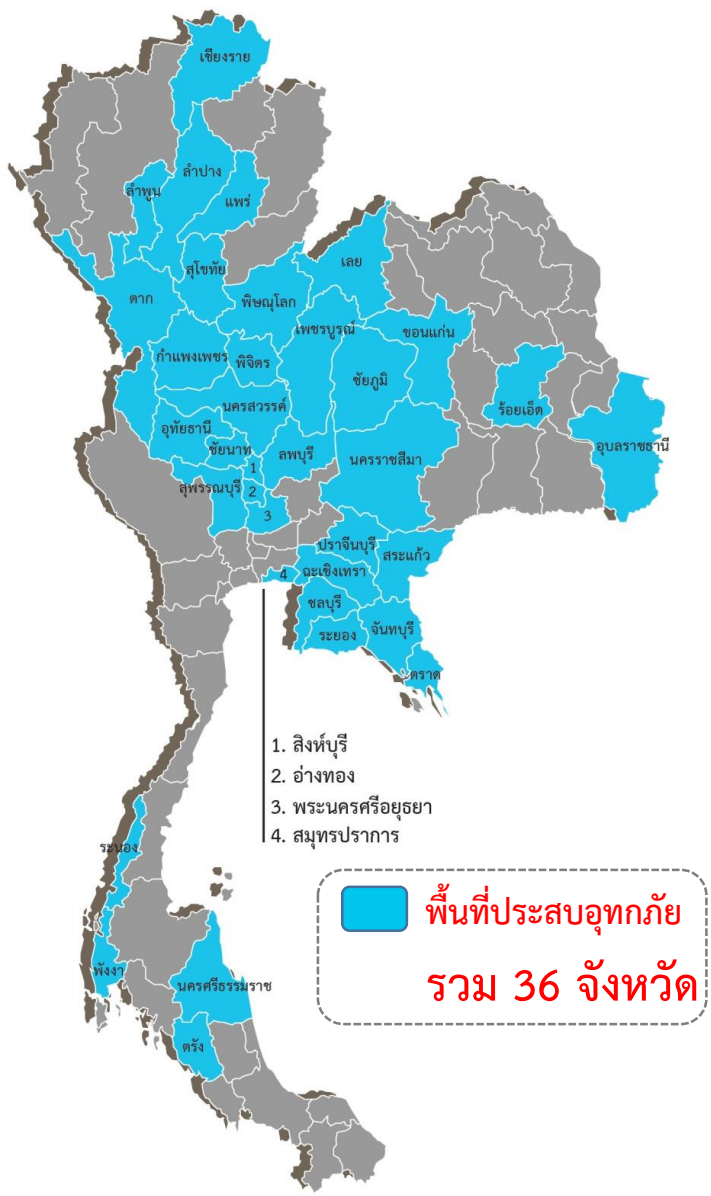 เชียงราย
ลำปาง
ลำพูน
แพร่
สุโขทัย
เลย
ตาก
พิษณุโลก
เพชรบูรณ์
ขอนแก่น
กำแพงเพชร
พิจิตร
ชัยภูมิ
นครสวรรค์
ร้อยเอ็ด
อุทัยธานี
ชัยนาท
ลพบุรี
อุบลราชธานี
1
นครราชสีมา
สุพรรณบุรี
2
3
ปราจีนบุรี
สระแก้ว
4
ฉะเชิงเทรา
ชลบุรี
ระยอง
จันทบุรี
ตราด
1. สิงห์บุรี
2. อ่างทอง
3. พระนครศรีอยุธยา
4. สมุทรปราการ
ระนอง
พังงา
นครศรีธรรมราช
ตรัง
พื้นที่ประสบอุทกภัย
รวม 36 จังหวัด